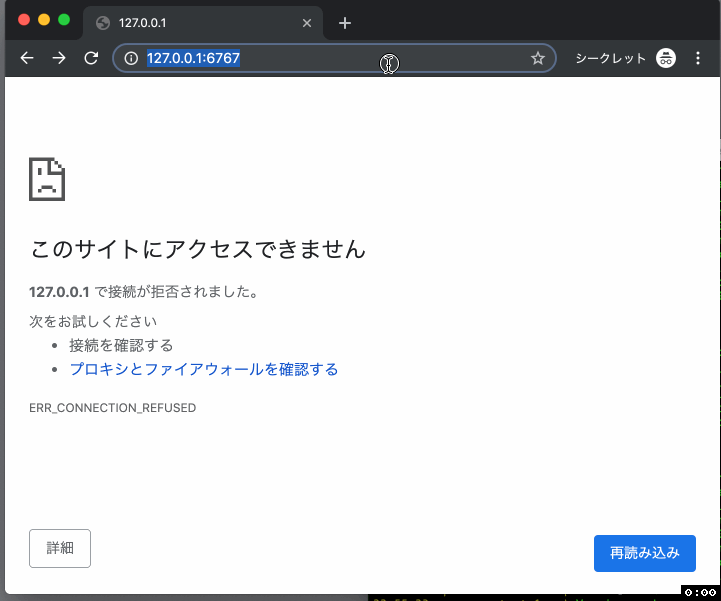 127.0.0.1
127.0.0.1:6767
シークレット
このサイトにアクセスできません
127.0.0.1 で接続が拒否されました。
次をお試しください
• 接続を確認する
• プロキシとファイアウォールを確認する
ERR_CONNECTION_REFUSED
詳細
再読み込み
0:00